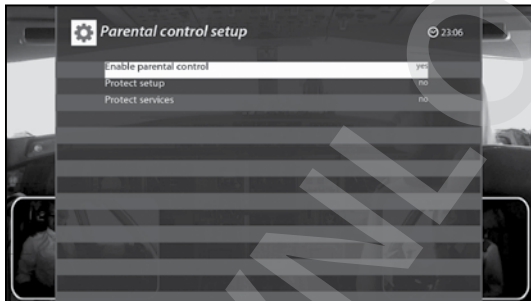 Parental control setup 23:06
Enable parental control yes
Protect setup no
Protect services no